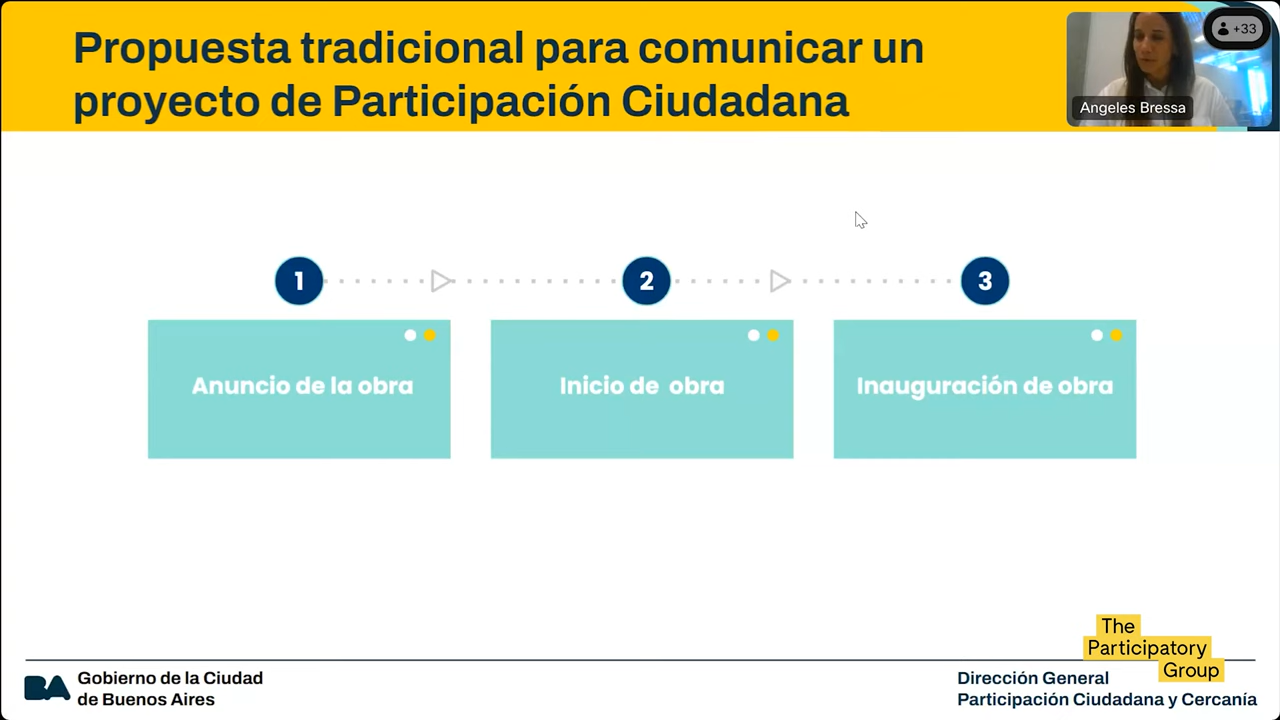 Propuesta tradicional para comunicar un
proyecto de Participación Ciudadana
+33
Angeles Bressa
1
2
3
Anuncio de la obra
Inicio de obra
Inauguración de obra
The
Participatory
Group
BA
Gobierno de la Ciudad
de Buenos Aires
Dirección General
Participación Ciudadana y Cercanía